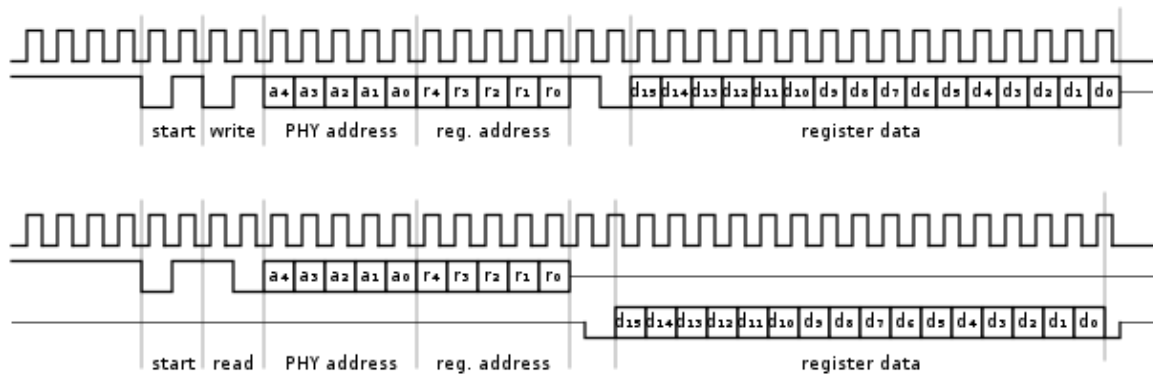 a4 a3 a2 a1 a0 r4 r3 r2 r1 r0 d15 d14 d13 d12 d11 d10 d9 d8 d7 d6 d5 d4 d3 d2 d1 d0
start write PHY address reg. address register data
a4 a3 a2 a1 a0 r4 r3 r2 r1 r0
d15 d14 d13 d12 d11 d10 d9 d8 d7 d6 d5 d4 d3 d2 d1 d0
start read PHY address reg. address register data